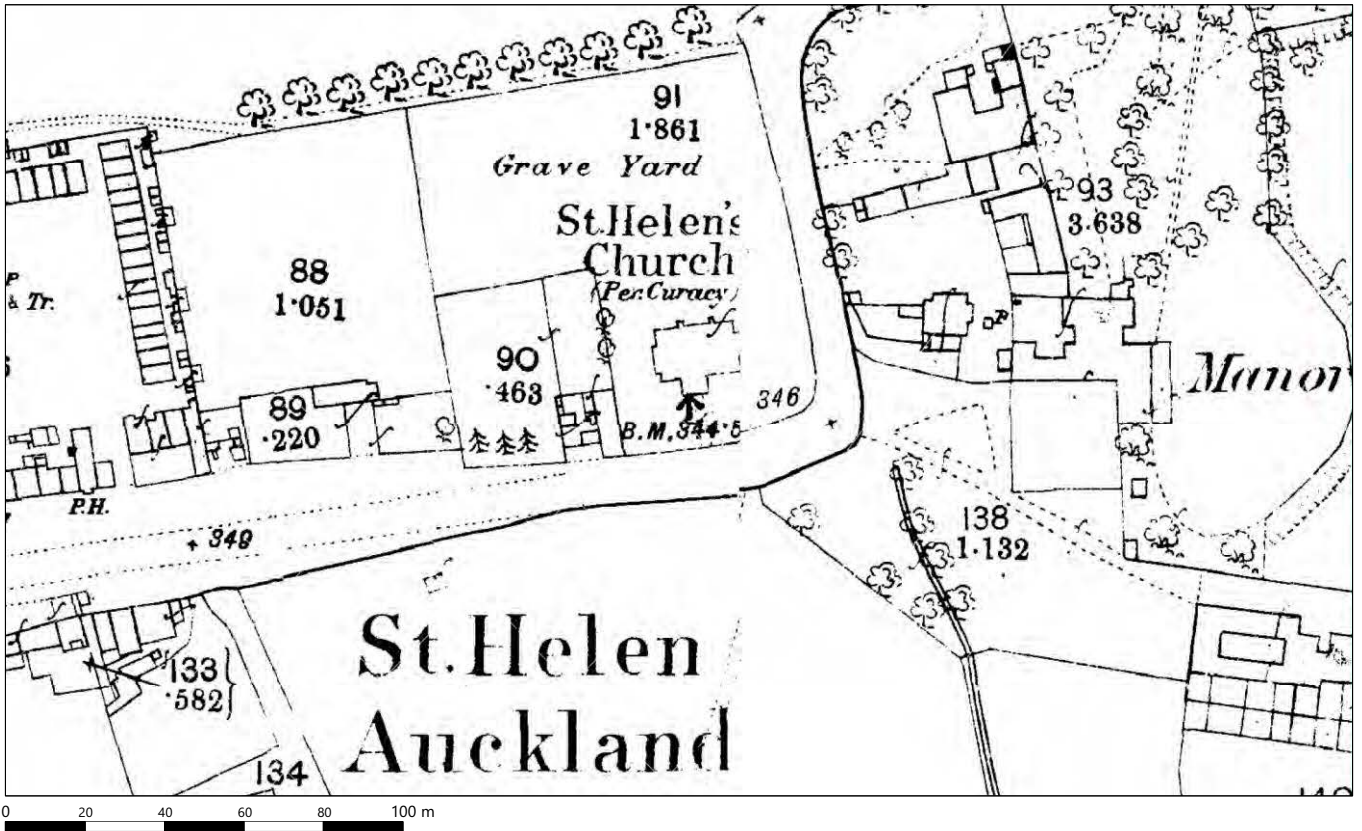 91
1·861
Grave Yard
St. Helen's
Church
(Per. Curacy)
93
3·638
88
1·051
& Tr.
90
·463
89
·220
346
B.M. 344·5
Manor
P.H.
349
138
1·132
St. Helen
Auckland
133
·582
134
0 20 40 60 80 100 m